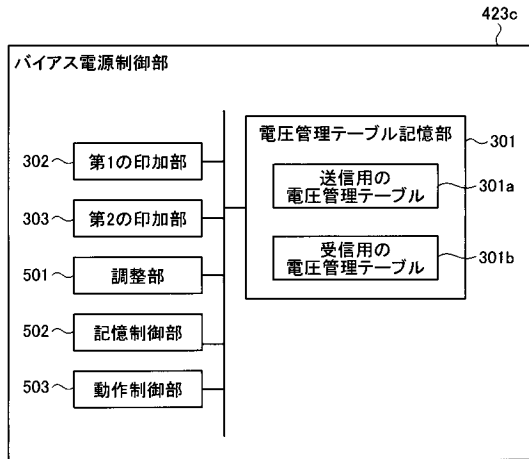 423c
バイアス電源制御部
電圧管理テーブル記憶部
301
302
第1の印加部
送信用の
電圧管理テーブル
301a
303
第2の印加部
受信用の
電圧管理テーブル
301b
501
調整部
502
記憶制御部
503
動作制御部